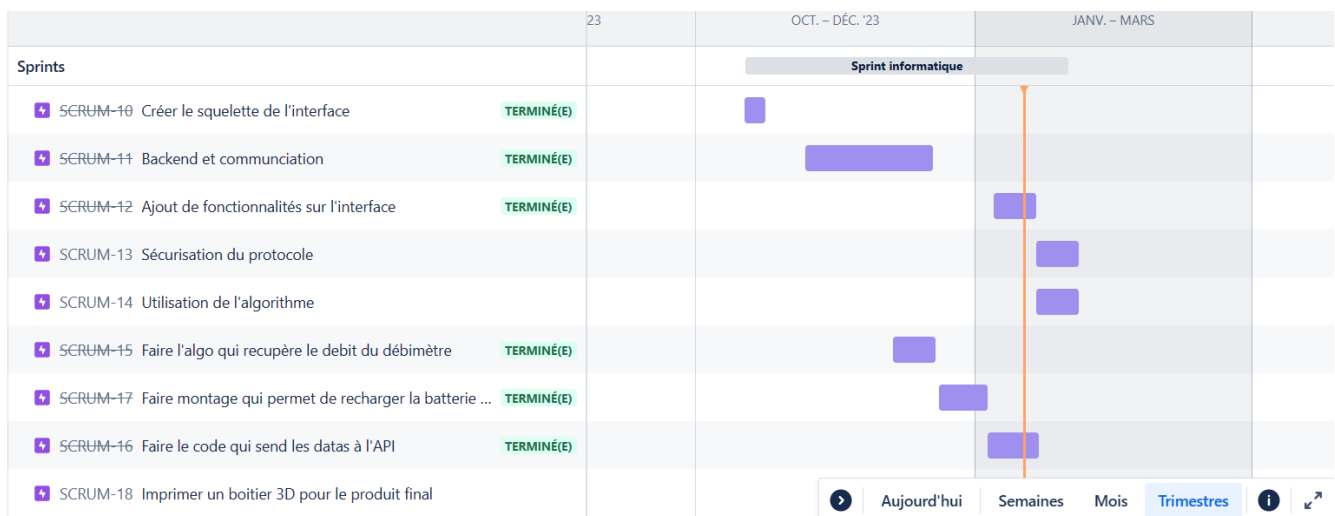 23 OCT. – DÉC. '23 JANV. – MARS
Sprints Sprint informatique
SCRUM-10 Créer le squelette de l'interface TERMINÉ(E)
SCRUM-11 Backend et communciation TERMINÉ(E)
SCRUM-12 Ajout de fonctionnalités sur l'interface TERMINÉ(E)
SCRUM-13 Sécurisation du protocole
SCRUM-14 Utilisation de l'algorithme
SCRUM-15 Faire l'algo qui recupère le debit du débimètre TERMINÉ(E)
SCRUM-17 Faire montage qui permet de recharger la batterie ... TERMINÉ(E)
SCRUM-16 Faire le code qui send les datas à l'API TERMINÉ(E)
SCRUM-18 Imprimer un boitier 3D pour le produit final
Aujourd'hui Semaines Mois Trimestres